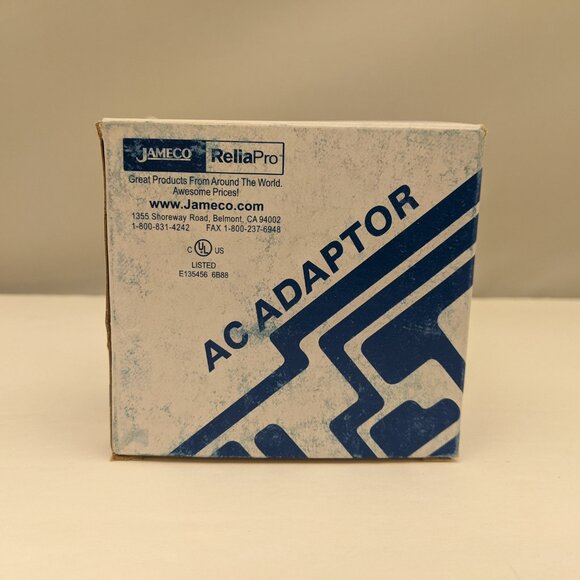 JAMECO ReliaPro™
Great Products From Around The World.
Awesome Prices!
www.Jameco.com
1355 Shoreway Road, Belmont, CA 94002
1-800-831-4242 FAX 1-800-237-6948
C UL US
LISTED
E135456 6B88
AC ADAPTOR